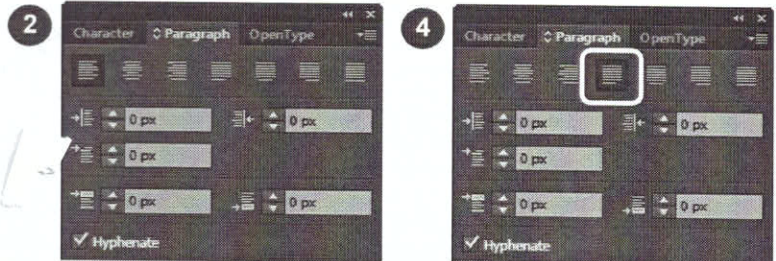 2
Character Paragraph OpenType
0 px 0 px
0 px
0 px 0 px
Hyphenate
4
Character Paragraph OpenType
0 px 0 px
0 px
0 px 0 px
Hyphenate